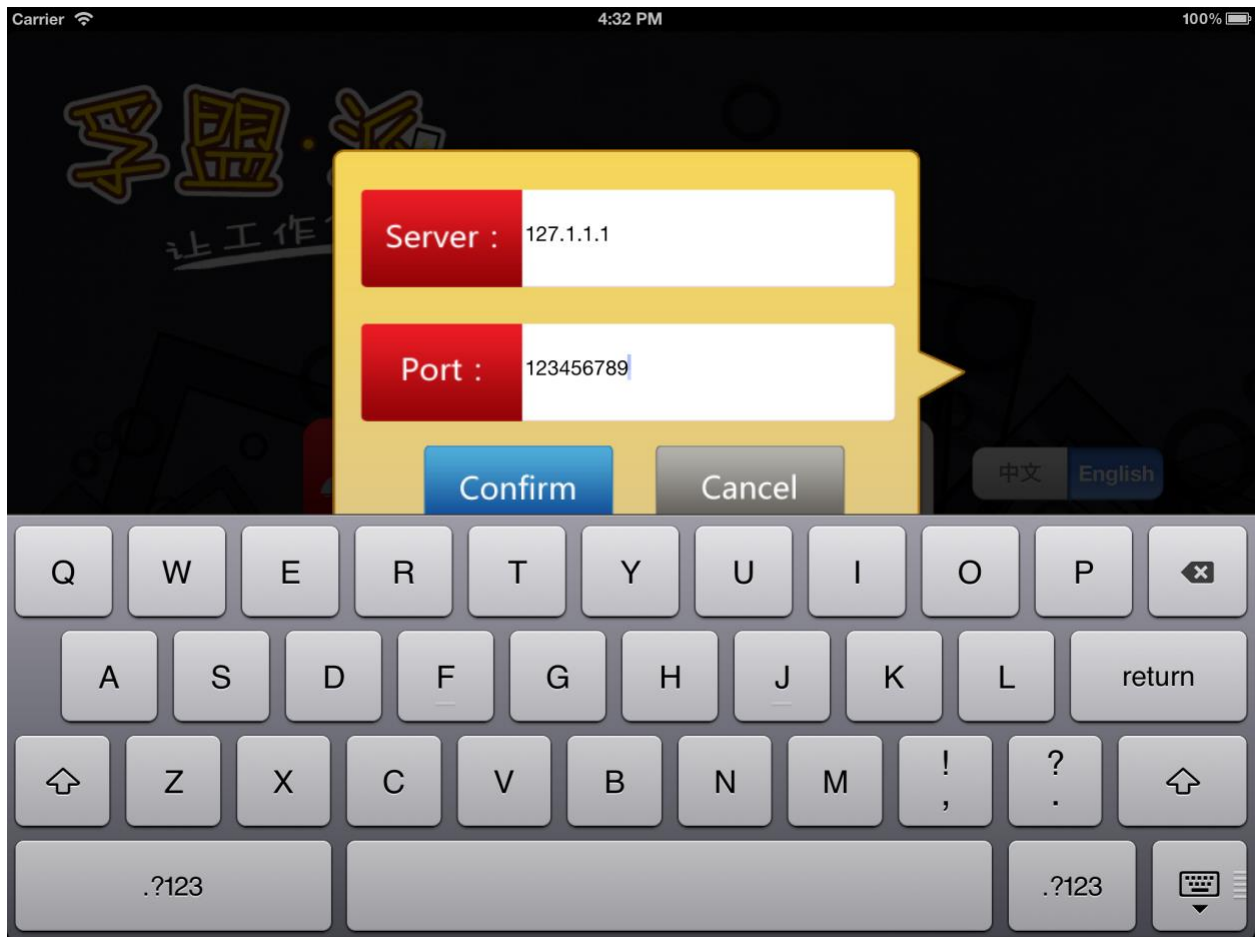 Carrier 4:32 PM 100%
孚盟·派
让工作
Server : 127.1.1.1
Port : 123456789
Confirm Cancel
中文 English
Q W E R T Y U I O P
A S D F G H J K L return
Z X C V B N M ! , ? .
.?123 .?123